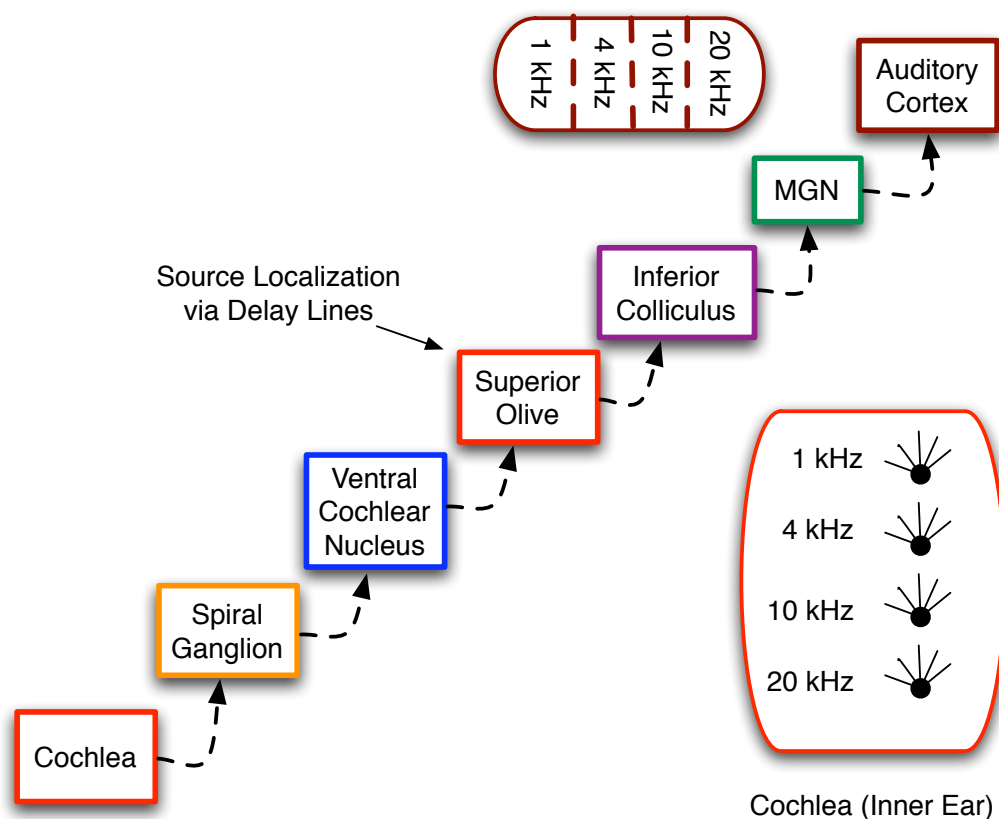 1 kHz
4 kHz
10 kHz
20 kHz
Auditory
Cortex
MGN
Inferior
Colliculus
Source Localization
via Delay Lines
Superior
Olive
Ventral
Cochlear
Nucleus
Spiral
Ganglion
Cochlea
1 kHz
4 kHz
10 kHz
20 kHz
Cochlea (Inner Ear)